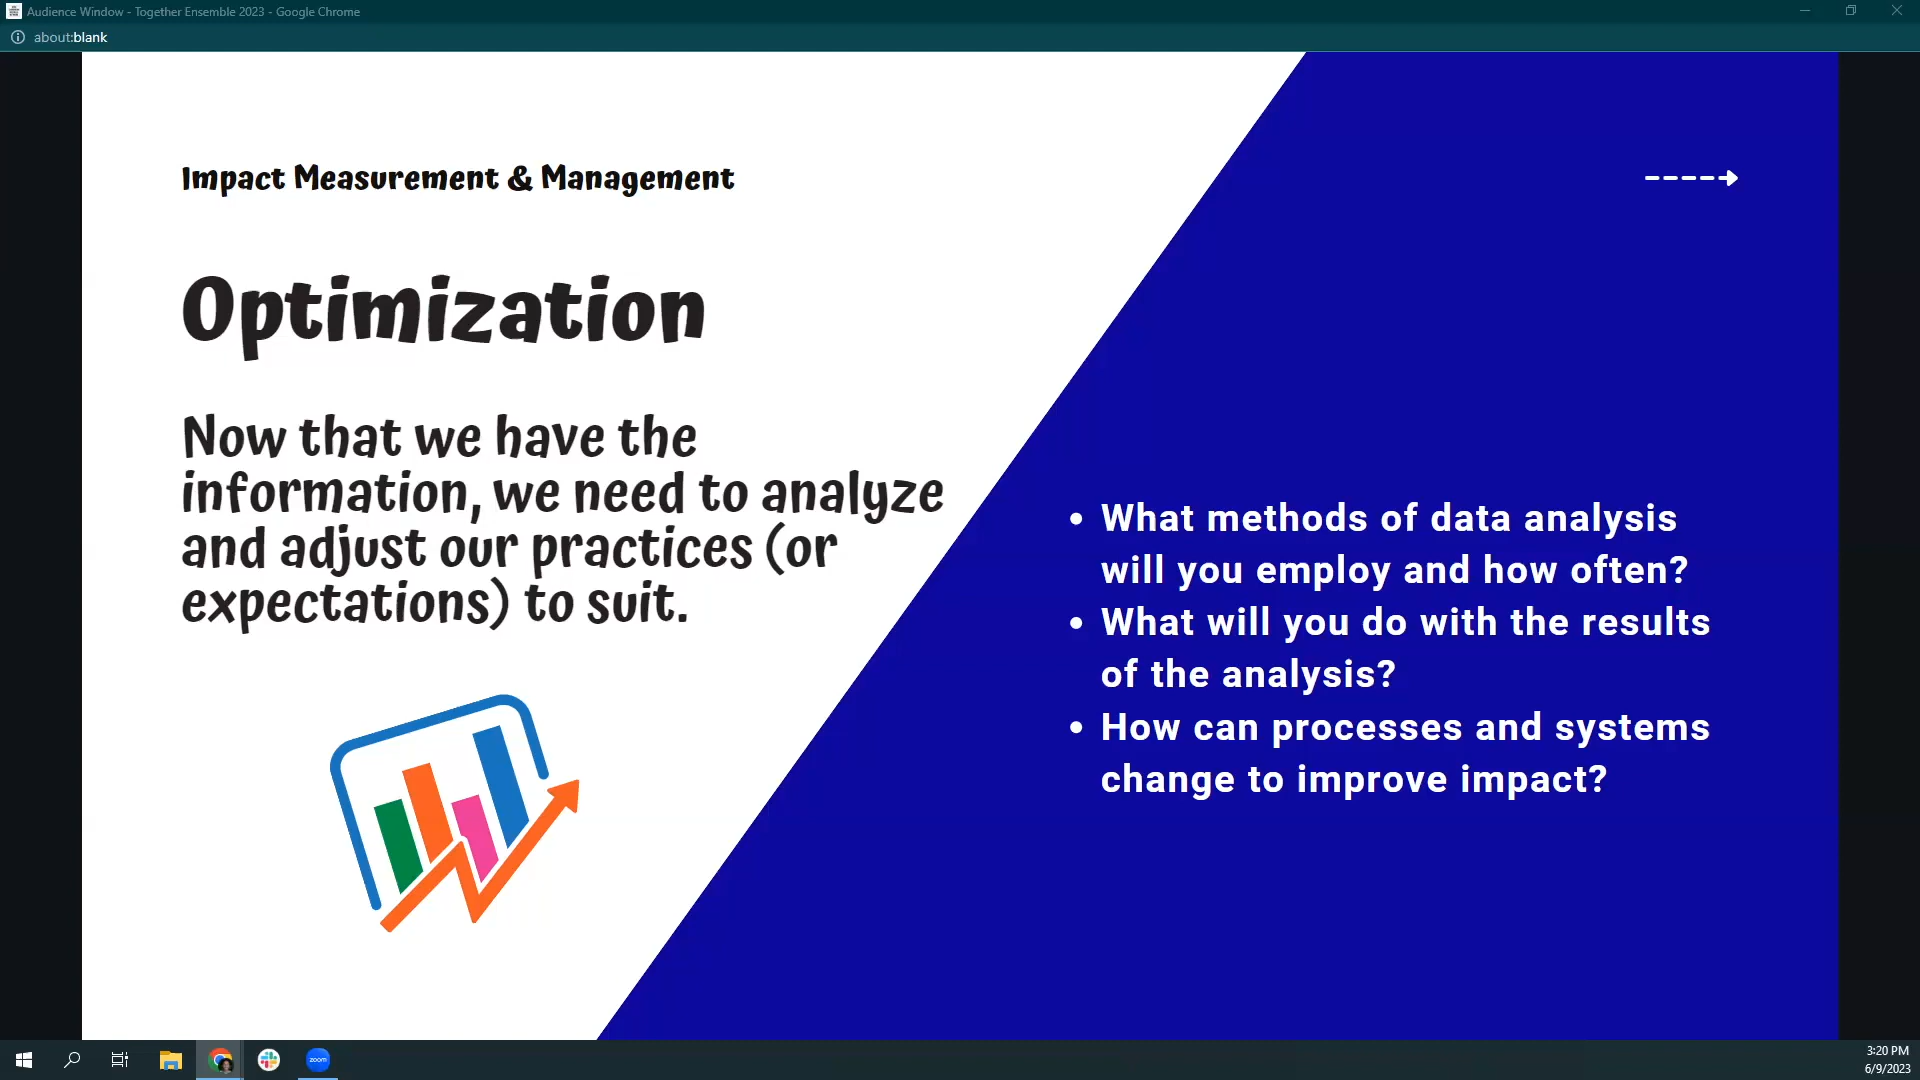 Audience Window - Together Ensemble 2023 - Google Chrome
about:blank
Impact Measurement & Management
Optimization
Now that we have the
information, we need to analyze
and adjust our practices (or
expectations) to suit.
• What methods of data analysis
will you employ and how often?
• What will you do with the results
of the analysis?
• How can processes and systems
change to improve impact?
zoom
3:20 PM
6/9/2023